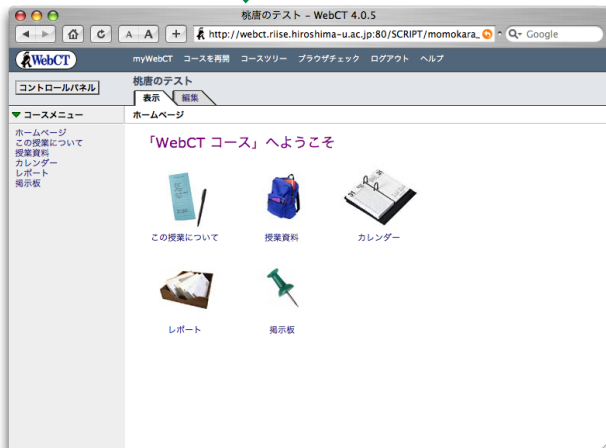 桃唐のテスト – WebCT 4.0.5
A A + http://webct.riise.hiroshima-u.ac.jp:80/SCRIPT/momokara_ Google
WebCT myWebCT コースを再開 コースツリー ブラウザチェック ログアウト ヘルプ
コントロールパネル
桃唐のテスト
表示 編集
コースメニュー
ホームページ
ホームページ
この授業について
授業資料
カレンダー
レポート
掲示板
「WebCT コース」へようこそ
この授業について 授業資料 カレンダー
レポート 掲示板